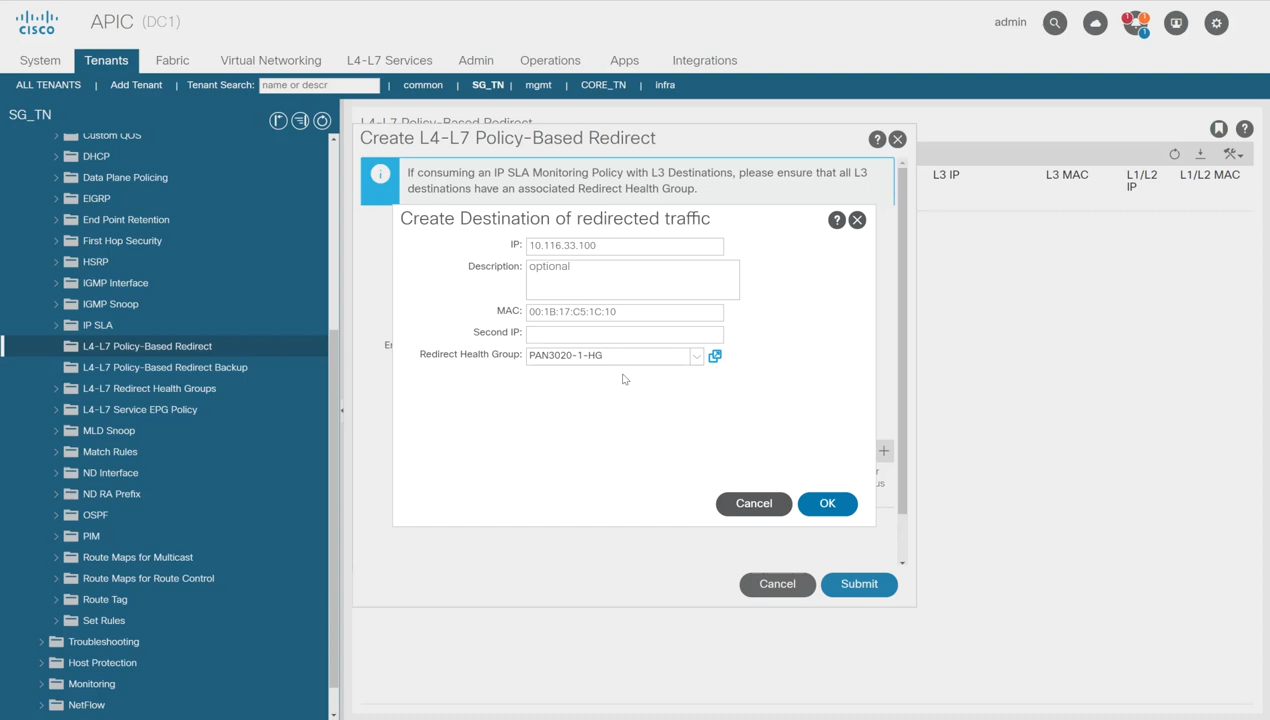 CISCO
APIC (DC1)
admin
1
1
1
System Tenants Fabric Virtual Networking L4-L7 Services Admin Operations Apps Integrations
ALL TENANTS | Add Tenant | Tenant Search: name or descr | common | SG_TN | mgmt | CORE_TN | infra
SG_TN
Custom QOS
DHCP
Data Plane Policing
EIGRP
End Point Retention
First Hop Security
HSRP
IGMP Interface
IGMP Snoop
IP SLA
L4-L7 Policy-Based Redirect
L4-L7 Policy-Based Redirect Backup
L4-L7 Redirect Health Groups
L4-L7 Service EPG Policy
MLD Snoop
Match Rules
ND Interface
ND RA Prefix
OSPF
PIM
Route Maps for Multicast
Route Maps for Route Control
Route Tag
Set Rules
Troubleshooting
Host Protection
Monitoring
NetFlow
L4-L7 Policy-Based Redirect
L3 IP L3 MAC L1/L2 IP L1/L2 MAC
Create L4-L7 Policy-Based Redirect
If consuming an IP SLA Monitoring Policy with L3 Destinations, please ensure that all L3
destinations have an associated Redirect Health Group.
Create Destination of redirected traffic
IP: 10.116.33.100
Description: optional
MAC: 00:1B:17:C5:1C:10
Second IP:
Redirect Health Group: PAN3020-1-HG
Cancel OK
Cancel Submit